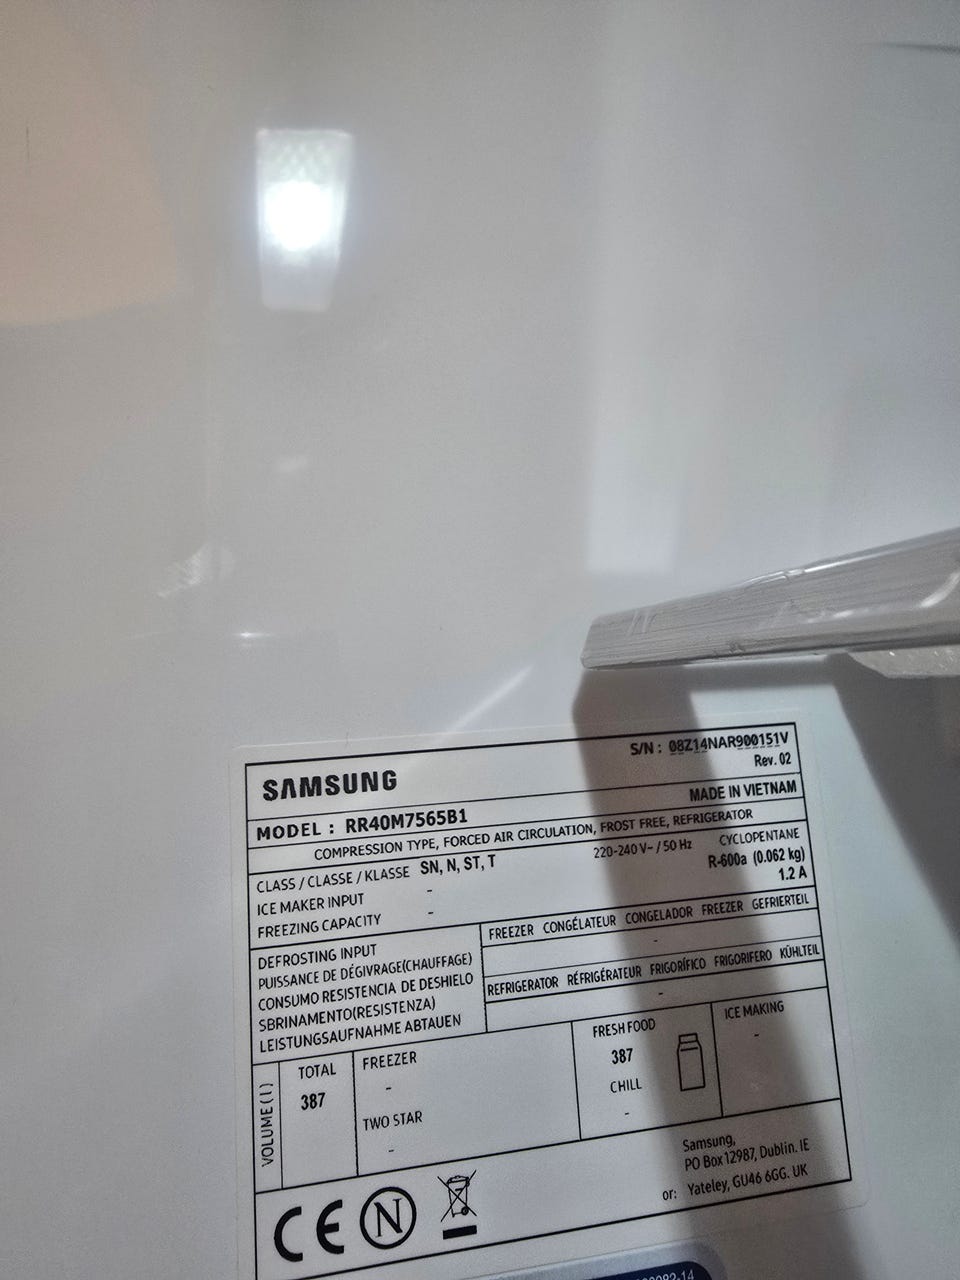 SAMSUNG
S/N : 08Z14NAR900151V
Rev. 02
MADE IN VIETNAM
MODEL : RR40M7565B1
COMPRESSION TYPE, FORCED AIR CIRCULATION, FROST FREE, REFRIGERATOR
CLASS / CLASSE / KLASSE SN, N, ST, T
220-240 V~ / 50 Hz
CYCLOPENTANE
R-600a (0.062 kg)
1.2 A
ICE MAKER INPUT -
FREEZING CAPACITY -
DEFROSTING INPUT
PUISSANCE DE DÉGIVRAGE(CHAUFFAGE)
CONSUMO RESISTENCIA DE DESHIELO
SBRINAMENTO(RESISTENZA)
LEISTUNGSAUFNAHME ABTAUEN
FREEZER CONGÉLATEUR CONGELADOR FREEZER GEFRIERTEIL
-
REFRIGERATOR RÉFRIGÉRATEUR FRIGORÍFICO FRIGORIFERO KÜHLTEIL
-
VOLUME ( l )
TOTAL
387
FREEZER
-
TWO STAR
-
FRESH FOOD
387
CHILL
-
ICE MAKING
-
Samsung,
PO Box 12987, Dublin. IE
or: Yateley, GU46 6GG. UK
CE N